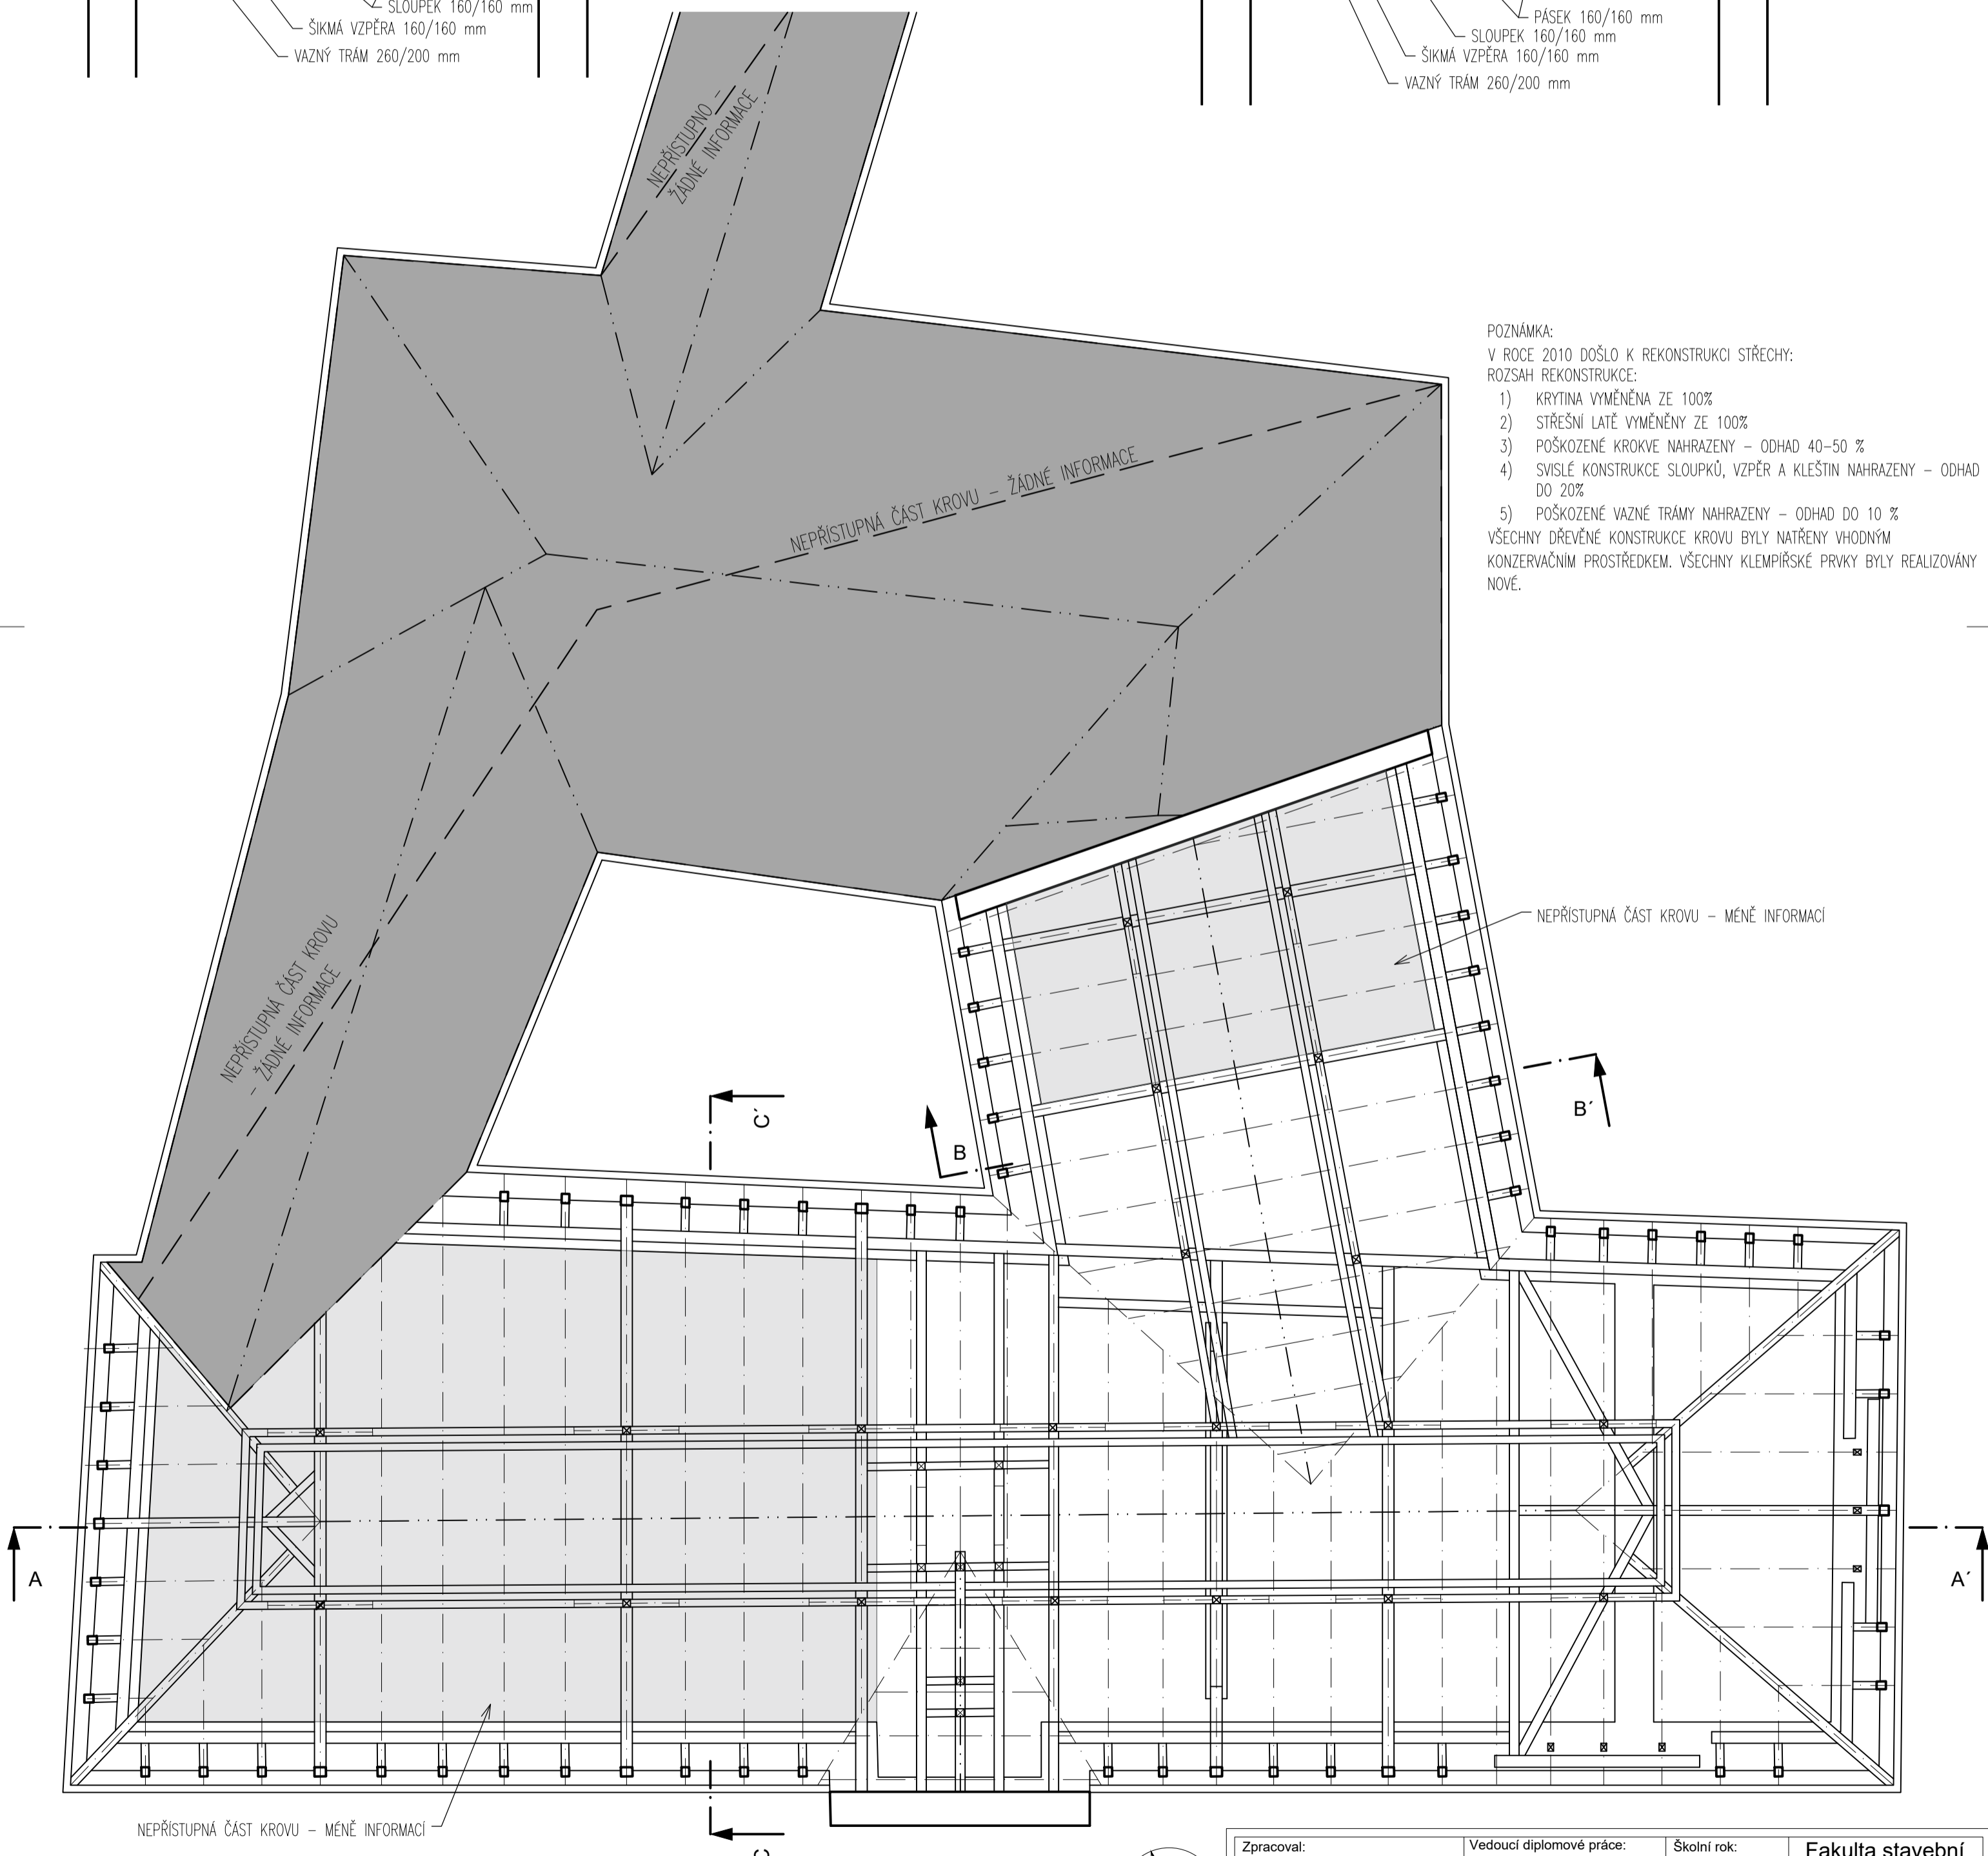 SLOUPEK 160/160 mm
ŠIKMÁ VZPĚRA 160/160 mm
VAZNÝ TRÁM 260/200 mm
PÁSEK 160/160 mm
SLOUPEK 160/160 mm
ŠIKMÁ VZPĚRA 160/160 mm
VAZNÝ TRÁM 260/200 mm
NEPŘÍSTUPNO –
ŽÁDNÉ INFORMACE
POZNÁMKA:
V ROCE 2010 DOŠLO K REKONSTRUKCI STŘECHY:
ROZSAH REKONSTRUKCE:
1) KRYTINA VYMĚNĚNA ZE 100%
2) STŘEŠNÍ LATĚ VYMĚNĚNY ZE 100%
3) POŠKOZENÉ KROKVE NAHRAZENY – ODHAD 40–50 %
4) SVISLÉ KONSTRUKCE SLOUPKŮ, VZPĚR A KLEŠTIN NAHRAZENY – ODHAD
DO 20%
5) POŠKOZENÉ VAZNÉ TRÁMY NAHRAZENY – ODHAD DO 10 %
VŠECHNY DŘEVĚNÉ KONSTRUKCE KROVU BYLY NATŘENY VHODNÝM
KONZERVAČNÍM PROSTŘEDKEM. VŠECHNY KLEMPÍŘSKÉ PRVKY BYLY REALIZOVÁNY
NOVÉ.
NEPŘÍSTUPNÁ ČÁST KROVU – ŽÁDNÉ INFORMACE
NEPŘÍSTUPNÁ ČÁST KROVU – MÉNĚ INFORMACÍ
NEPŘÍSTUPNÁ ČÁST KROVU
– ŽÁDNÉ INFORMACE
C´
B
B´
A
A´
NEPŘÍSTUPNÁ ČÁST KROVU – MÉNĚ INFORMACÍ
Zpracoval:
Vedoucí diplomové práce:
Školní rok:
Fakulta stavební